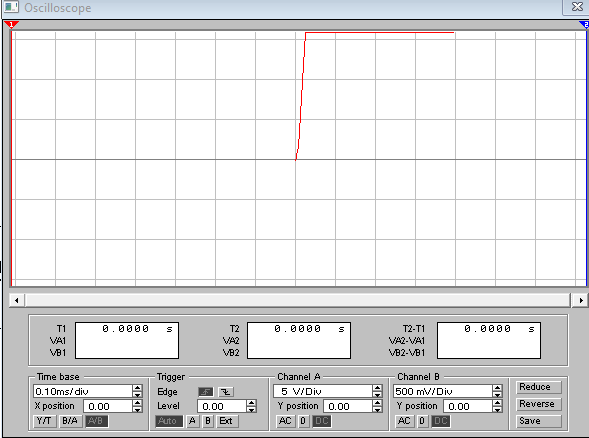 Oscilloscope
1
2
T1 0.0000 s
VA1
VB1
T2 0.0000 s
VA2
VB2
T2-T1 0.0000 s
VA2-VA1
VB2-VB1
Time base
0.10ms/div
X position 0.00
Y/T B/A A/B
Trigger
Edge
Level 0.00
Auto A B Ext
Channel A
5 V/Div
Y position 0.00
AC 0 DC
Channel B
500 mV/Div
Y position 0.00
AC 0 DC
Reduce
Reverse
Save